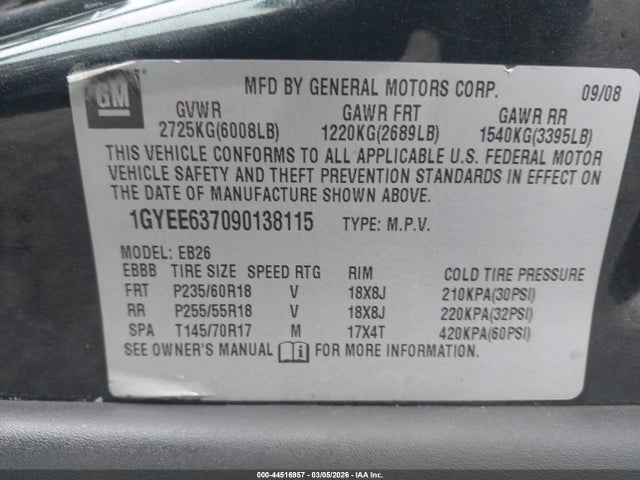 GM
MFD BY GENERAL MOTORS CORP. 09/08
GVWR GAWR FRT GAWR RR
2725KG(6008LB) 1220KG(2689LB) 1540KG(3395LB)
THIS VEHICLE CONFORMS TO ALL APPLICABLE U.S. FEDERAL MOTOR
VEHICLE SAFETY AND THEFT PREVENTION STANDARDS IN EFFECT ON
THE DATE OF MANUFACTURE SHOWN ABOVE.
1GYEE637090138115 TYPE: M.P.V.
MODEL: EB26
EBBB TIRE SIZE SPEED RTG RIM COLD TIRE PRESSURE
FRT P235/60R18 V 18X8J 210KPA(30PSI)
RR P255/55R18 V 18X8J 220KPA(32PSI)
SPA T145/70R17 M 17X4T 420KPA(60PSI)
SEE OWNER'S MANUAL i FOR MORE INFORMATION.
000-44516957 - 03/05/2026 - IAA Inc.